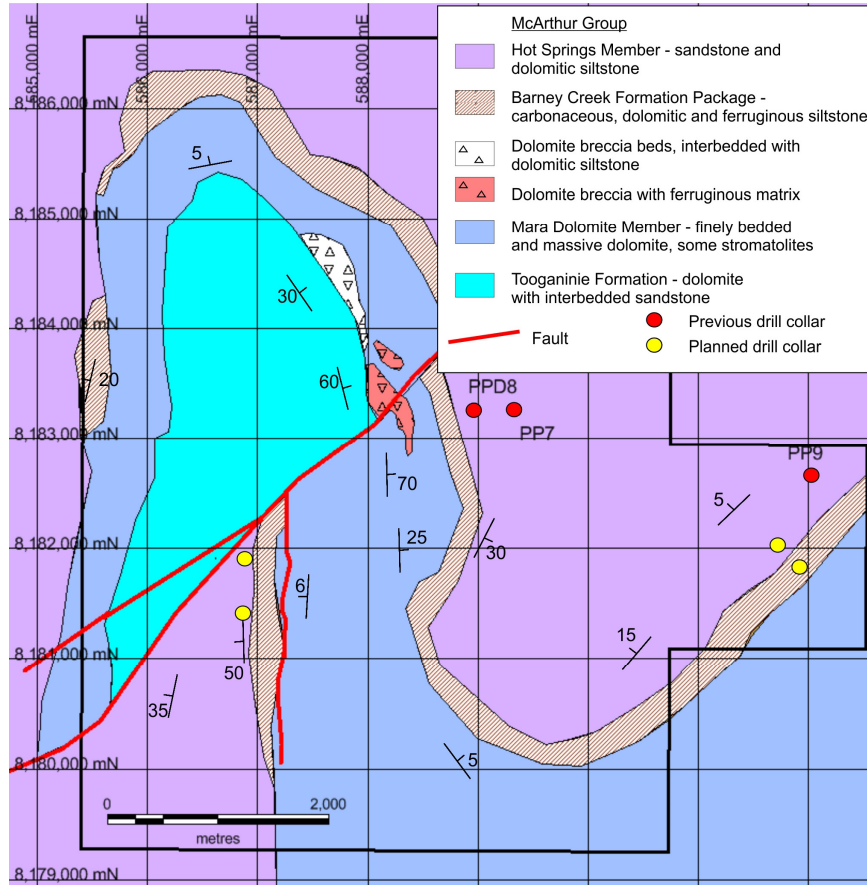 585,000 mE
586,000 mE
587,000 mE
588,000 mE
McArthur Group
Hot Springs Member - sandstone and
dolomitic siltstone
Barney Creek Formation Package -
carbonaceous, dolomitic and ferruginous siltstone
Dolomite breccia beds, interbedded with
dolomitic siltstone
Dolomite breccia with ferruginous matrix
Mara Dolomite Member - finely bedded
and massive dolomite, some stromatolites
Tooganinie Formation - dolomite
with interbedded sandstone
Previous drill collar
Fault
Planned drill collar
8,186,000 mN
5
8,185,000 mN
30
8,184,000 mN
20
60
PPD8
PP7
8,183,000 mN
PP9
70
5
25
30
8,182,000 mN
6
15
50
8,181,000 mN
35
5
8,180,000 mN
0
2,000
metres
8,179,000 mN